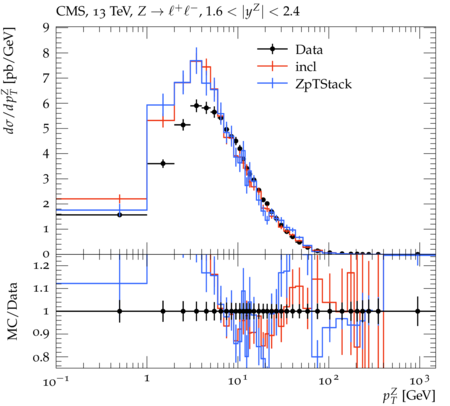 CMS, 13 TeV, Z → ℓ⁺ℓ⁻, 1.6 < |y^Z| < 2.4
dσ/dp_T^Z [pb/GeV]
9
8
7
6
5
4
3
2
1
0
Data
incl
ZpTStack
MC/Data
1.2
1.1
1
0.9
0.8
10⁻¹ 1 10¹ 10² 10³
p_T^Z [GeV]